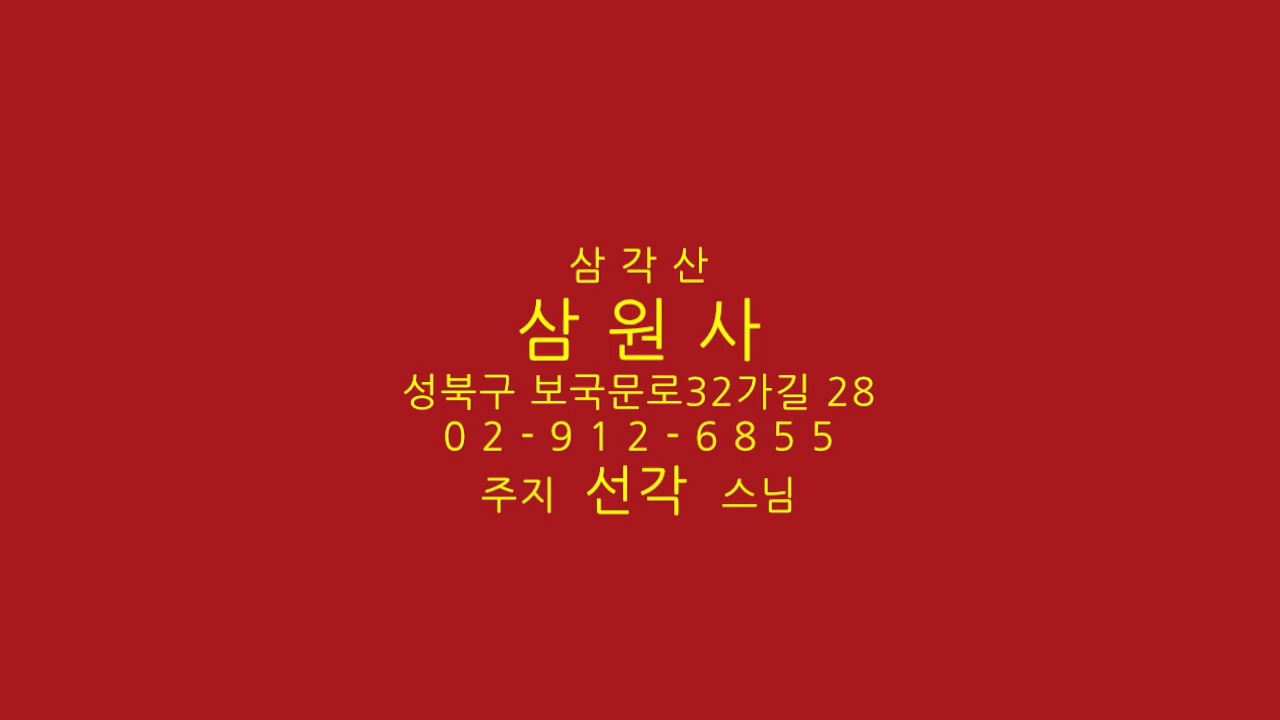 삼 각 산
삼 원 사
성북구 보국문로32가길 28
0 2 - 9 1 2 - 6 8 5 5
주지 선각 스님